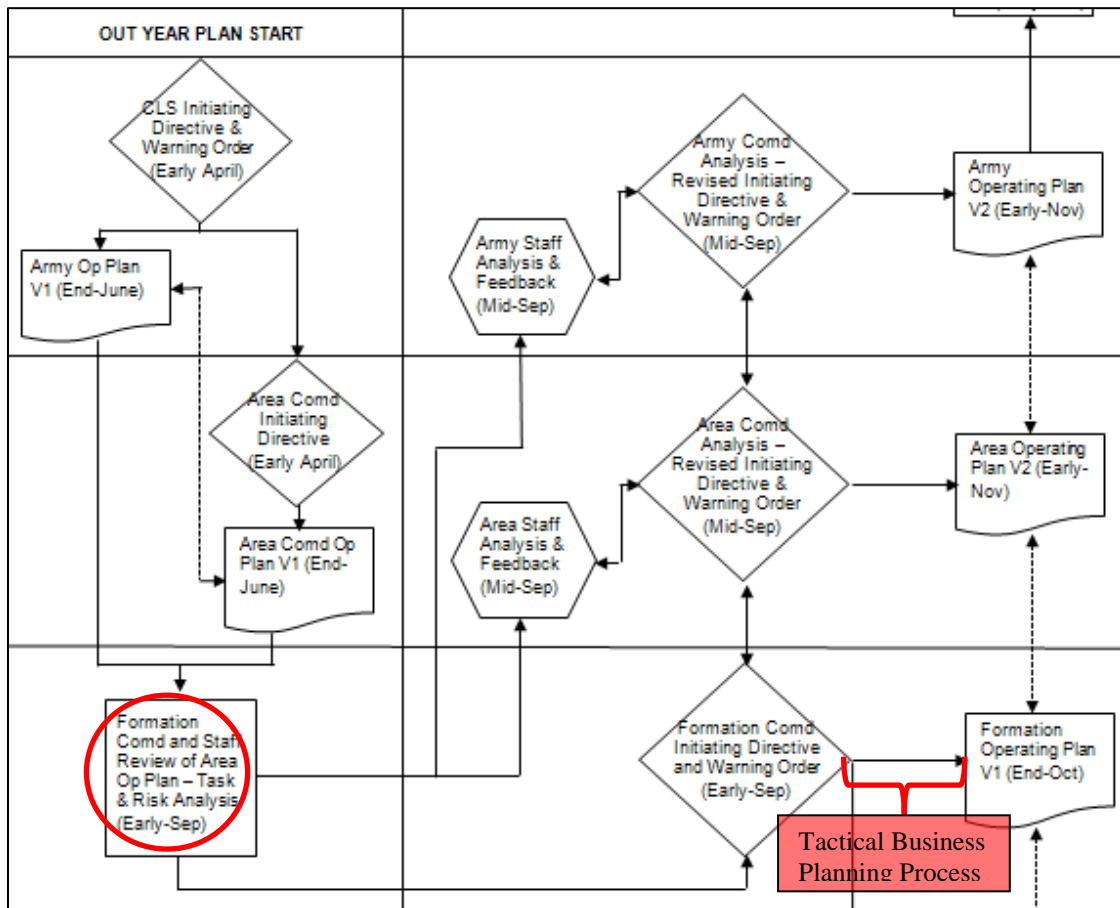 OUT YEAR PLAN START
CLS Initiating
Directive &
Warning Order
(Early April)
Army Op Plan
V1 (End-June)
Area Comd
Initiating
Directive
(Early April)
Area Comd Op
Plan V1 (End-
June)
Formation
Comd and Staff
Review of Area
Op Plan – Task
& Risk Analysis
(Early-Sep)
Army Staff
Analysis &
Feedback
(Mid-Sep)
Area Staff
Analysis &
Feedback
(Mid-Sep)
Army Comd
Analysis –
Revised Initiating
Directive &
Warning Order
(Mid-Sep)
Area Comd
Analysis –
Revised Initiating
Directive &
Warning Order
(Mid-Sep)
Formation Comd
Initiating Directive
and Warning Order
(Early-Sep)
Army
Operating Plan
V2 (Early-Nov)
Area Operating
Plan V2 (Early-
Nov)
Formation
Operating Plan
V1 (End-Oct)
Tactical Business
Planning Process